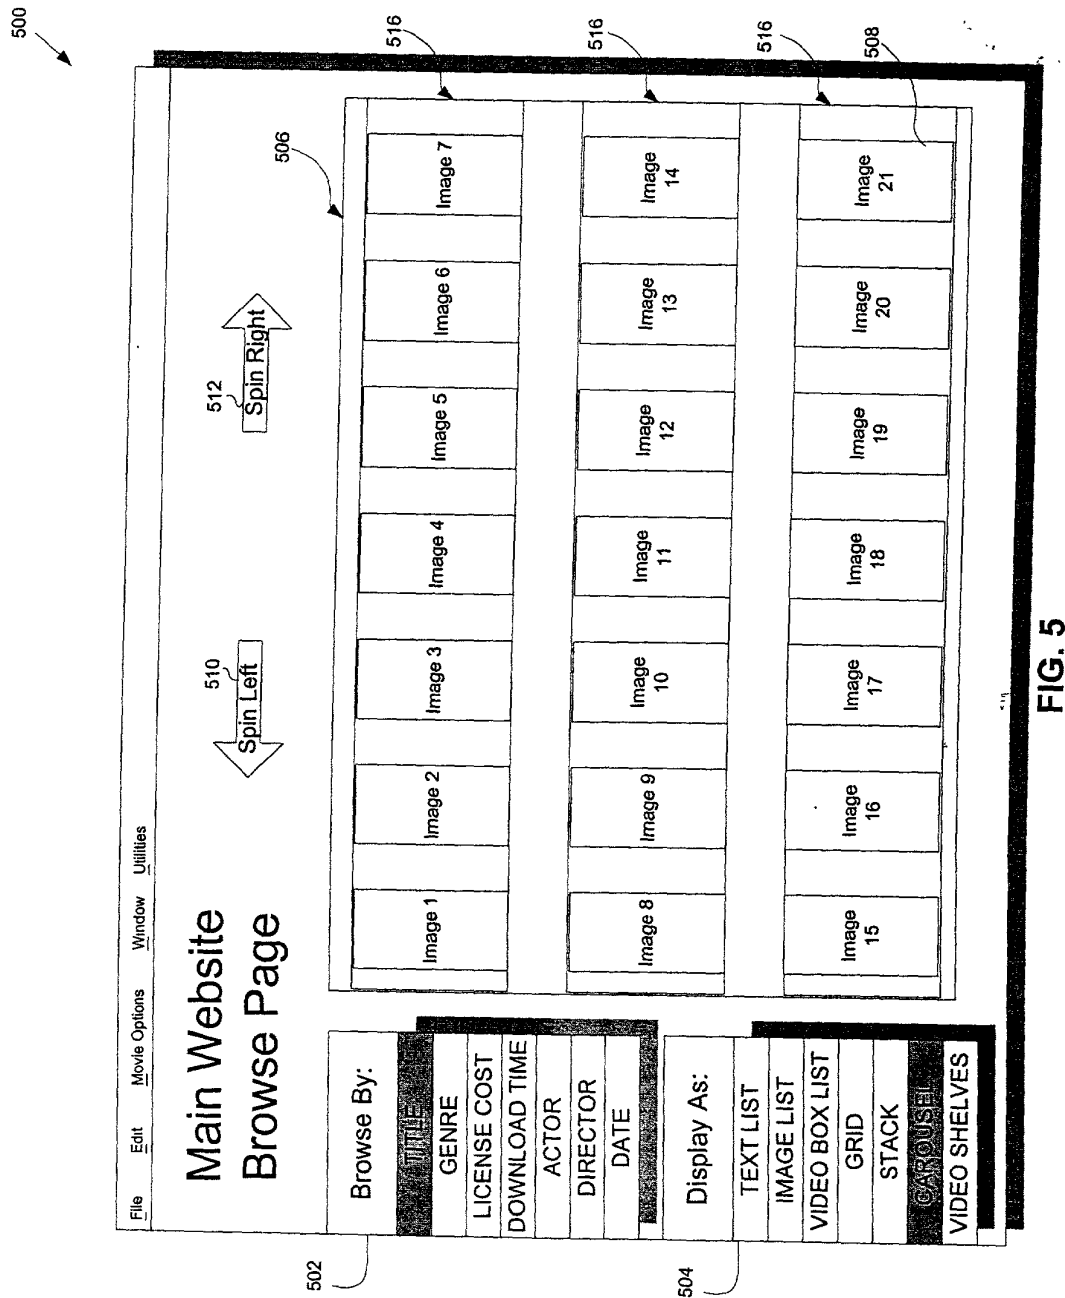 500
File Edit Movie Options Window Utilities
Main Website
Browse Page
510
Spin Left
512
Spin Right
502
Browse By:
TITLE
GENRE
LICENSE COST
DOWNLOAD TIME
ACTOR
DIRECTOR
DATE
504
Display As:
TEXT LIST
IMAGE LIST
VIDEO BOX LIST
GRID
STACK
CAROUSEL
VIDEO SHELVES
506
516
Image 1
Image 2
Image 3
Image 4
Image 5
Image 6
Image 7
516
Image 8
Image 9
Image
10
Image
11
Image
12
Image
13
Image
14
516
508
Image
15
Image
16
Image
17
Image
18
Image
19
Image
20
Image
21
FIG. 5